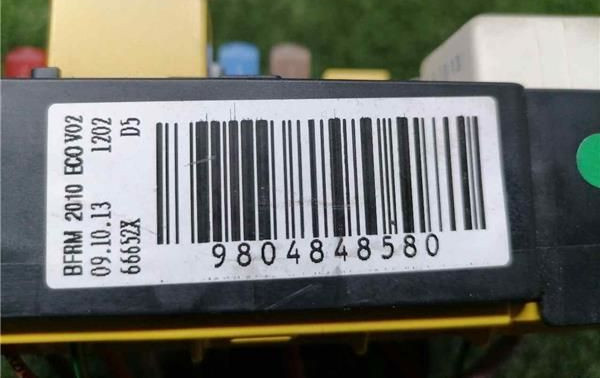 BFRM 2010 ECO V02
09.10.13 1202
66652X D5
9804848580